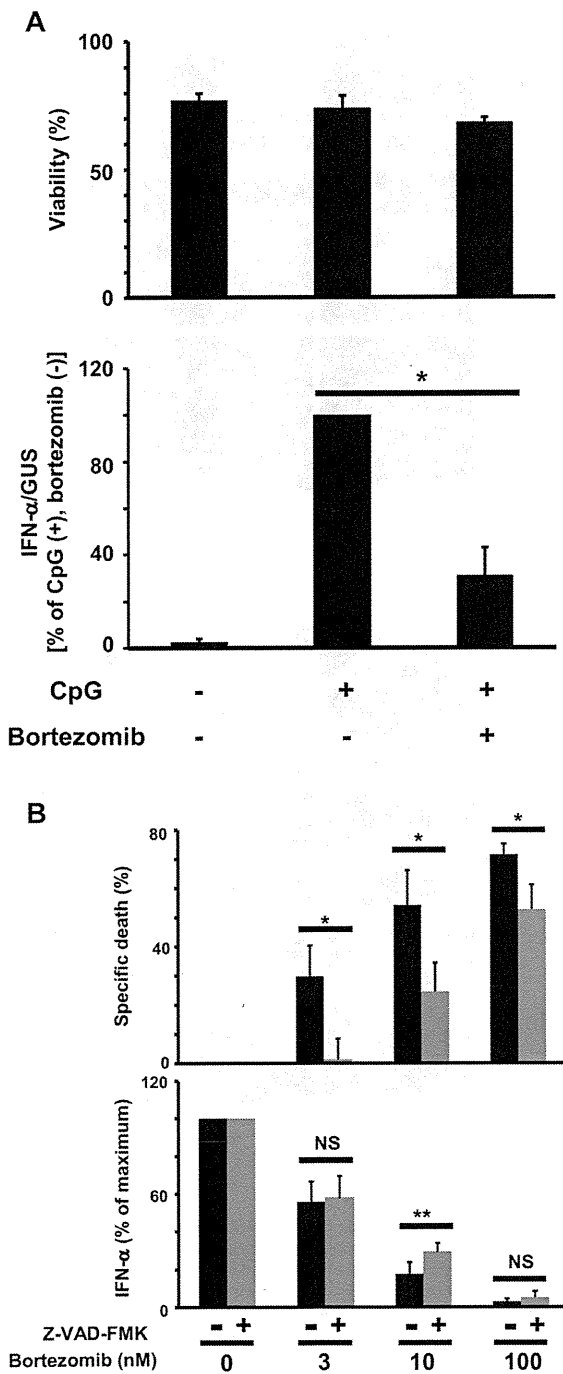 A
100
50
0
Viability (%)
120
80
40
0
IFN-α/GUS
[% of CpG (+), bortezomib (-)]
*
CpG - + +
Bortezomib - - +
B
80
40
0
Specific death (%)
* * *
120
60
0
IFN-α (% of maximum)
NS ** NS
Z-VAD-FMK - + - + - + - +
Bortezomib (nM) 0 3 10 100